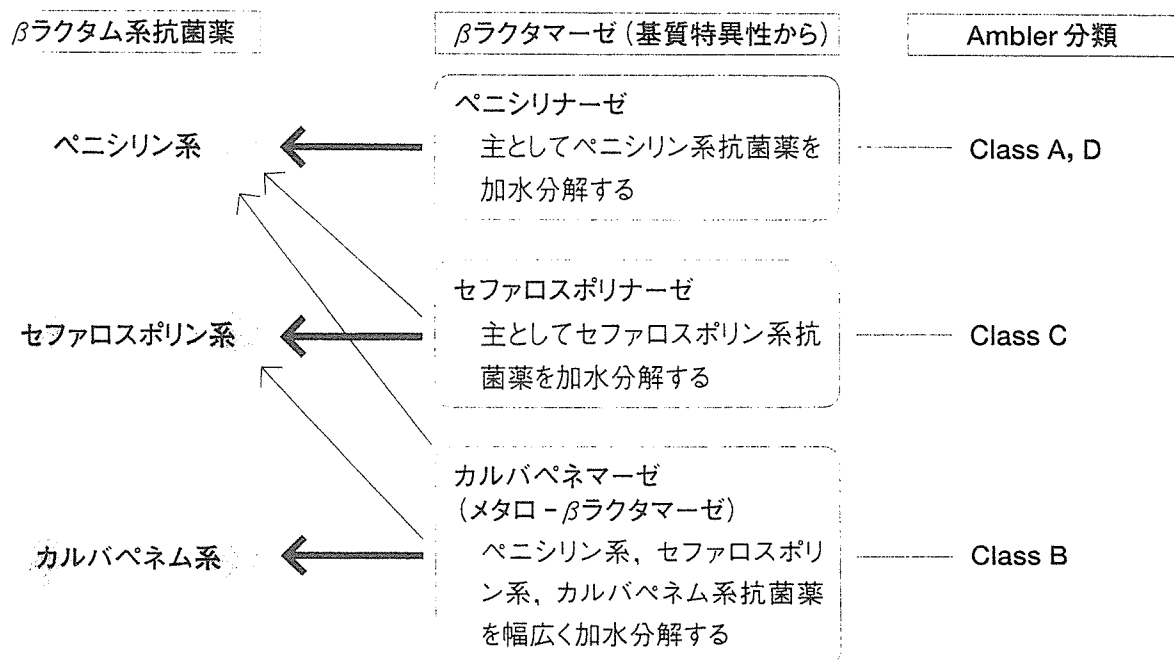 βラクタム系抗菌薬
βラクタマーゼ(基質特異性から)
Ambler 分類
ペニシリン系
ペニシリナーゼ
主としてペニシリン系抗菌薬を
加水分解する
Class A, D
セファロスポリン系
セファロスポリナーゼ
主としてセファロスポリン系抗
菌薬を加水分解する
Class C
カルバペネム系
カルバペネマーゼ
(メタロ-βラクタマーゼ)
ペニシリン系,セファロスポリ
ン系,カルバペネム系抗菌薬
を幅広く加水分解する
Class B